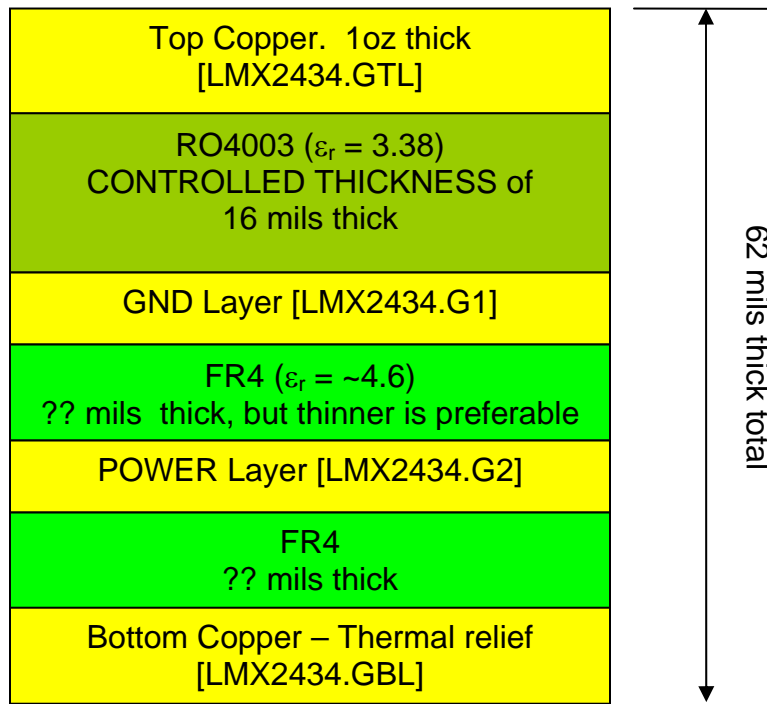 Top Copper.  1oz thick
[LMX2434.GTL]
RO4003 (εr = 3.38)
CONTROLLED THICKNESS of
16 mils thick
GND Layer [LMX2434.G1]
FR4 (εr = ~4.6)
?? mils  thick, but thinner is preferable
POWER Layer [LMX2434.G2]
FR4
?? mils thick
Bottom Copper – Thermal relief
[LMX2434.GBL]
62 mils thick total